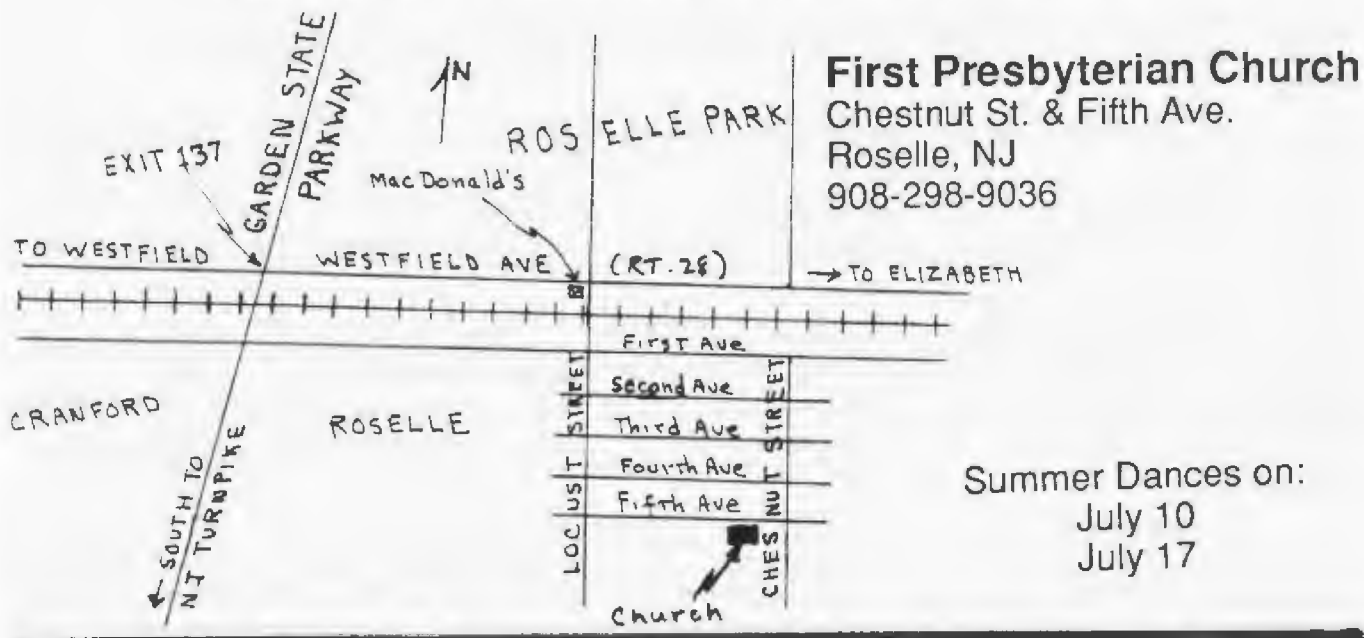 First Presbyterian Church
Chestnut St. & Fifth Ave.
Roselle, NJ
908-298-9036
GARDEN STATE
PARKWAY
N
ROSELLE PARK
EXIT 137
MacDonald's
TO WESTFIELD
WESTFIELD AVE (RT. 28)
→ TO ELIZABETH
First Ave
Second Ave
Third Ave
Fourth Ave
Fifth Ave
CRANFORD
ROSELLE
LOCUST STREET
CHESNUT STREET
← SOUTH TO
NJ TURNPIKE
Church
Summer Dances on:
July 10
July 17